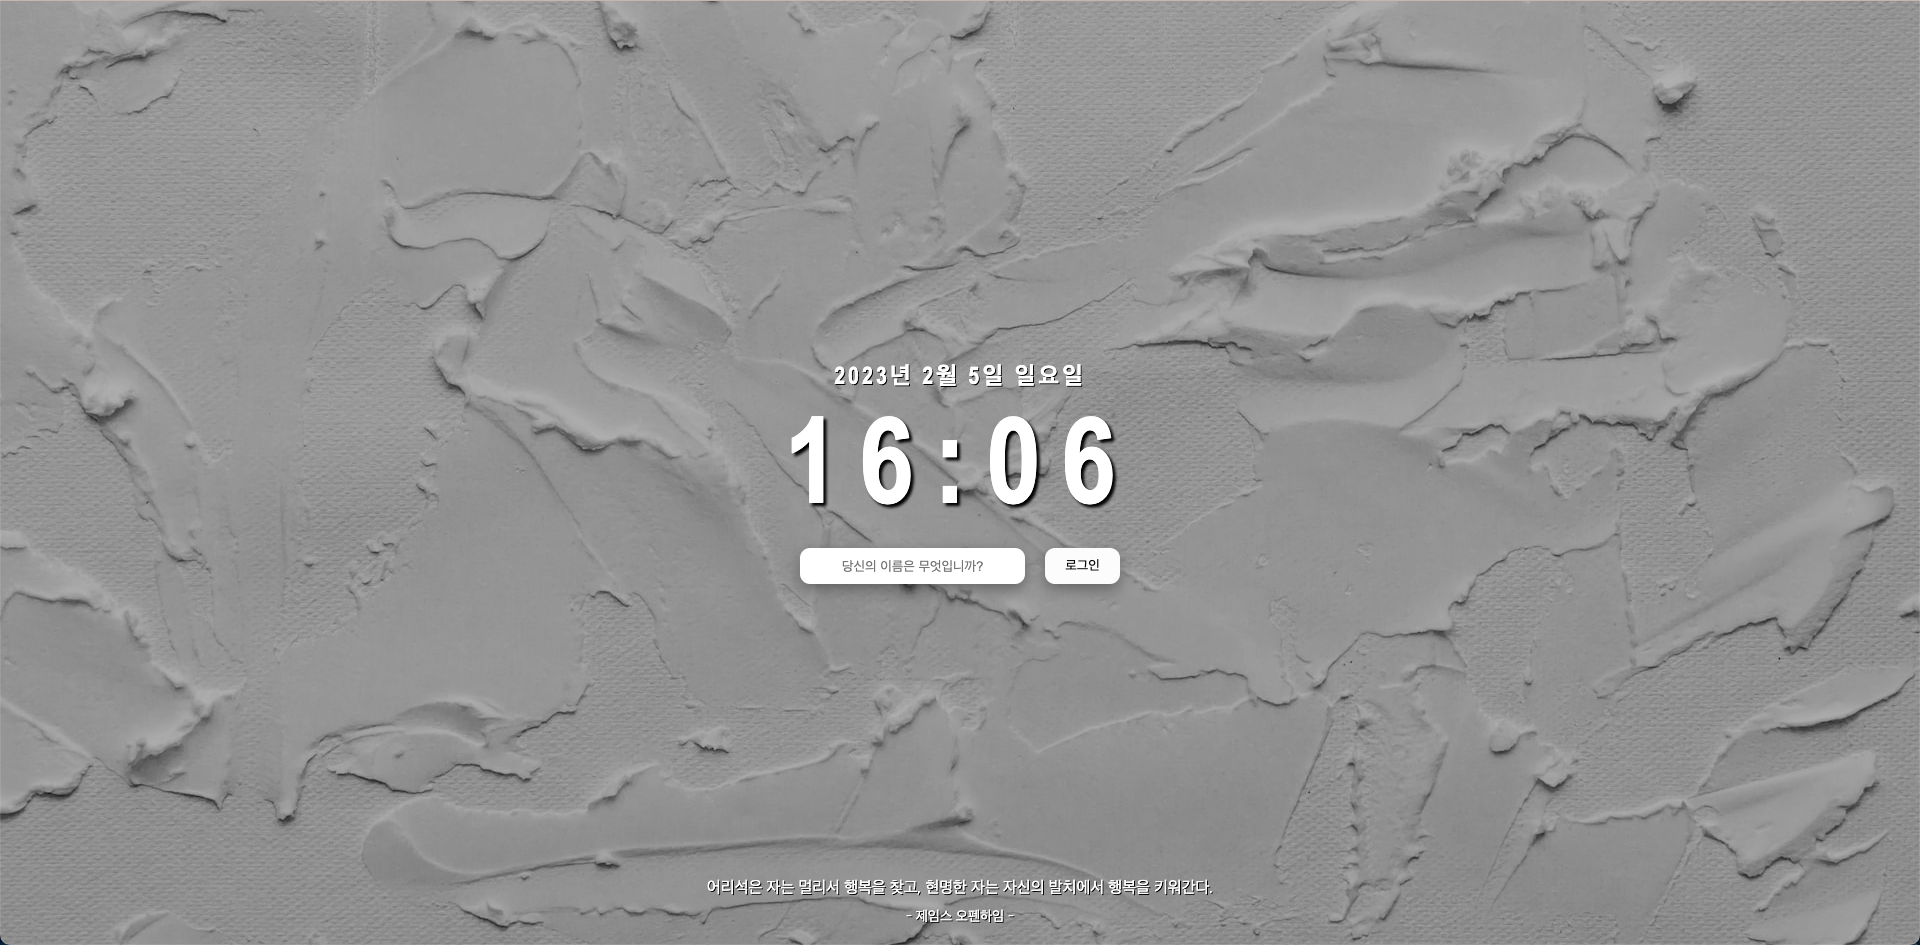 2023년 2월 5일 일요일
16:06
당신의 이름은 무엇입니까? 로그인
어리석은 자는 멀리서 행복을 찾고, 현명한 자는 자신의 발치에서 행복을 키워간다.
- 제임스 오펜하임 -